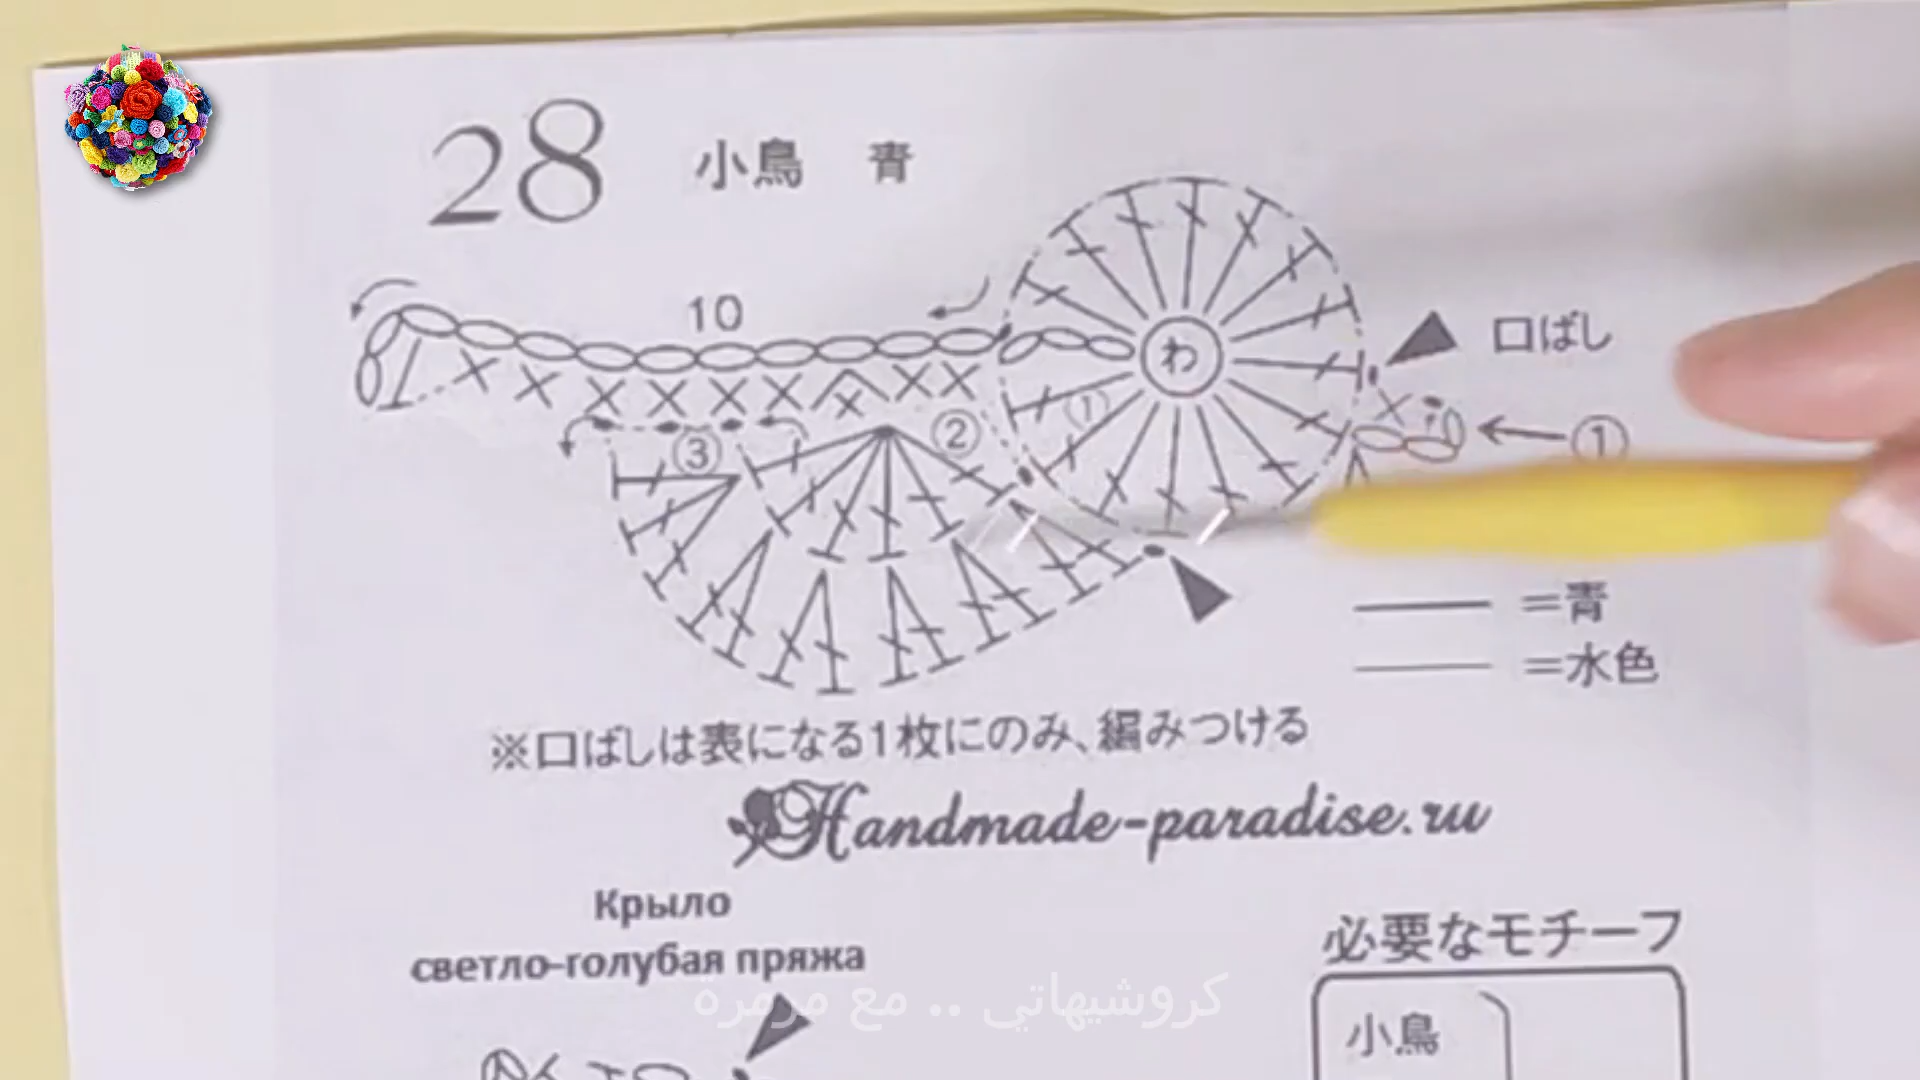 28 小鳥 青
10
わ
口ばし
①
②
③
①
＝青
＝水色
※口ばしは表になる1枚にのみ、編みつける
Handmade-paradise.ru
Крыло
светло-голубая пряжа
必要なモチーフ
小鳥
كروشيهاتي .. مع مرمرة